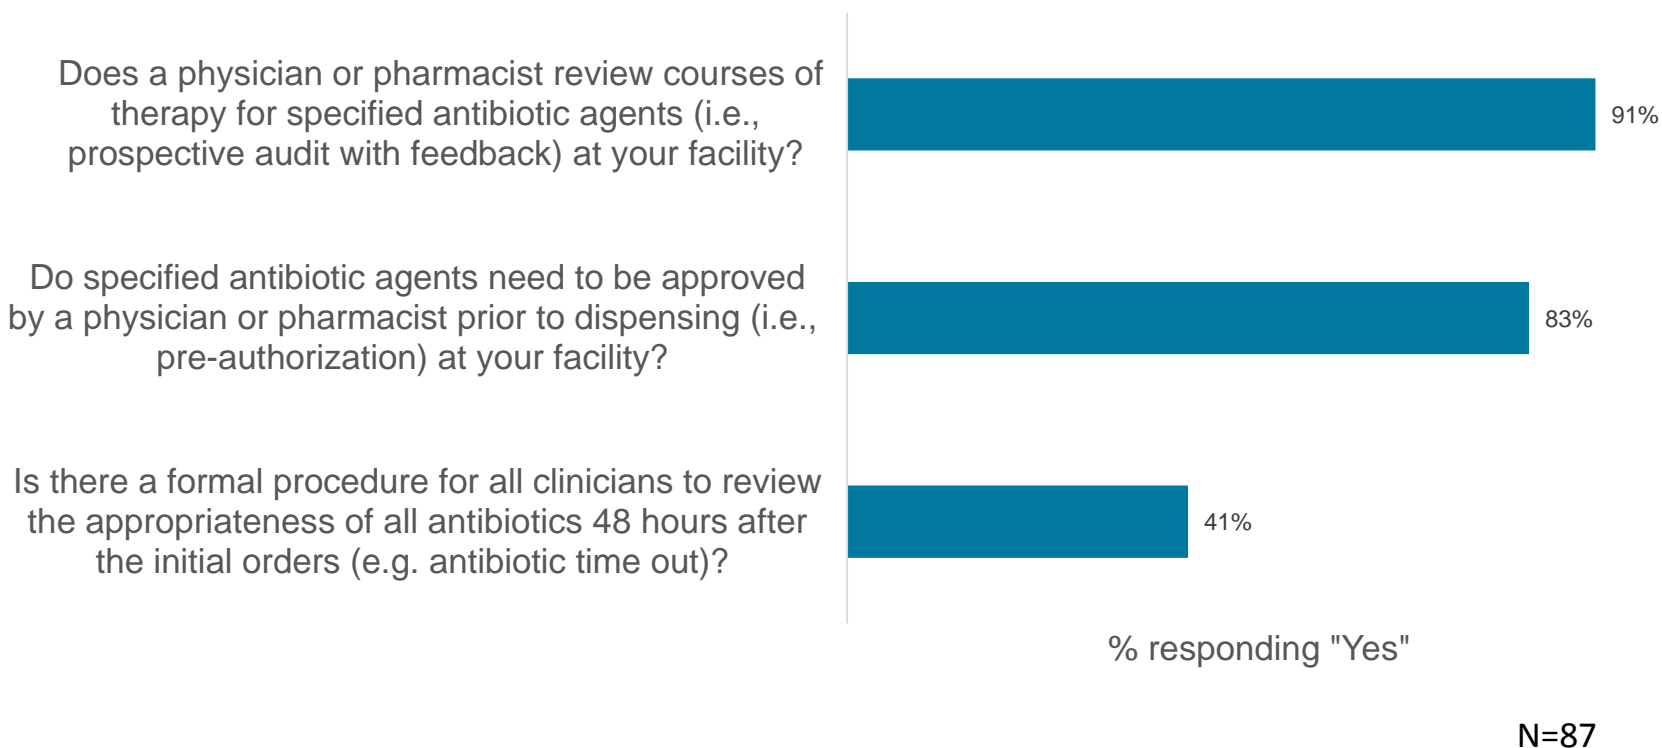 Does a physician or pharmacist review courses of
therapy for specified antibiotic agents (i.e.,
prospective audit with feedback) at your facility?
91%
Do specified antibiotic agents need to be approved
by a physician or pharmacist prior to dispensing (i.e.,
pre-authorization) at your facility?
83%
Is there a formal procedure for all clinicians to review
the appropriateness of all antibiotics 48 hours after
the initial orders (e.g. antibiotic time out)?
41%
% responding "Yes"
N=87